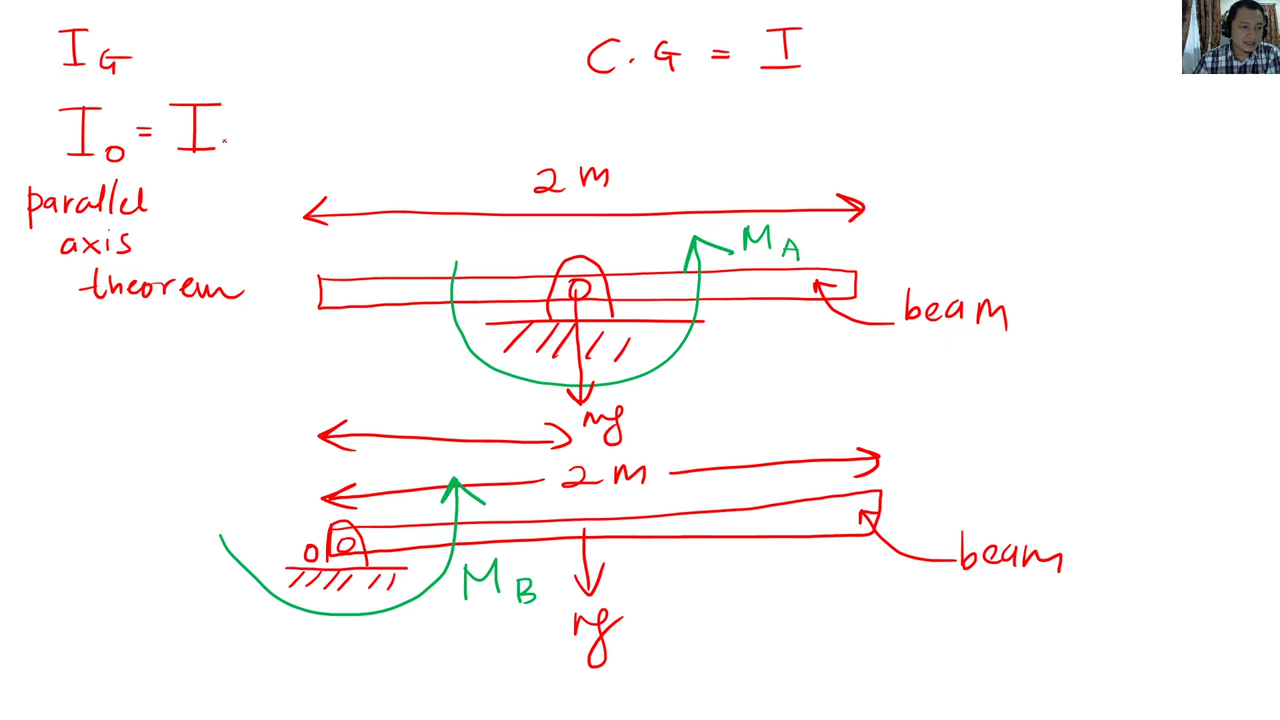 I_G
C.G = I
I_O = I
parallel
axis
theorem
2 m
M_A
beam
mg
2 m
beam
O
M_B
mg